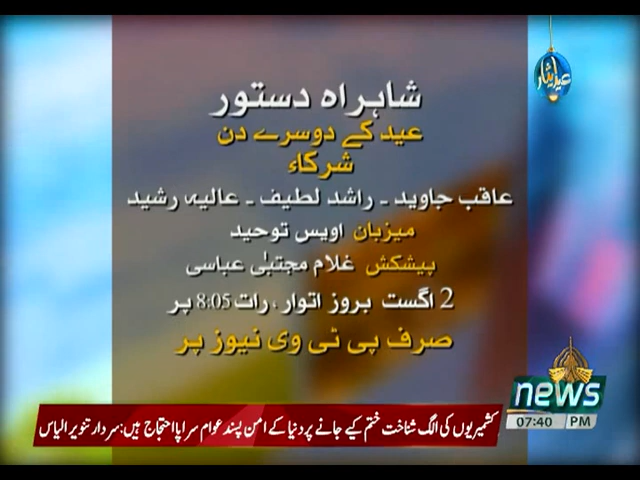 عید ایثار
شاہراہ دستور
عید کے دوسرے دن
شرکاء
عاقب جاوید ۔ راشد لطیف ۔ عالیہ رشید
میزبان اویس توحید
پیشکش غلام مجتبیٰ عباسی
2 اگست بروز اتوار، رات 8:05 پر
صرف پی ٹی وی نیوز پر
news
07:40 PM
کشمیریوں کی الگ شناخت ختم کیے جانے پر دنیا کے امن پسند عوام سراپا احتجاج ہیں: سردار تنویر الیاس